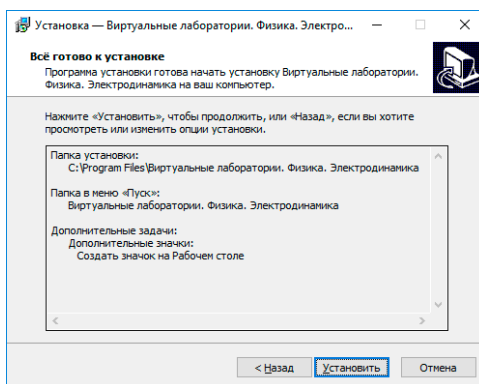 Установка — Виртуальные лаборатории. Физика. Электро...
Всё готово к установке
Программа установки готова начать установку Виртуальные лаборатории.
Физика. Электродинамика на ваш компьютер.
Нажмите «Установить», чтобы продолжить, или «Назад», если вы хотите
просмотреть или изменить опции установки.
Папка установки:
C:\Program Files\Виртуальные лаборатории. Физика. Электродинамика
Папка в меню «Пуск»:
Виртуальные лаборатории. Физика. Электродинамика
Дополнительные задачи:
Дополнительные значки:
Создать значок на Рабочем столе
< Назад Установить Отмена